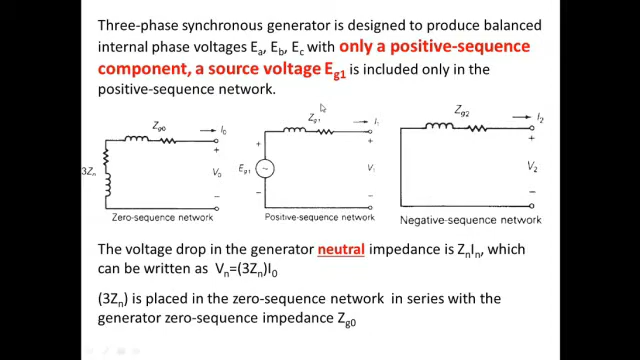 Three-phase synchronous generator is designed to produce balanced
internal phase voltages Ea, Eb, Ec with only a positive-sequence
component, a source voltage Eg1 is included only in the
positive-sequence network.
Zg0 I0 Zg1 I1 Zg2 I2
3Zn + V0 − + Eg1 − + V1 − + V2 −
Zero-sequence network Positive-sequence network Negative-sequence network
The voltage drop in the generator neutral impedance is ZnIn, which
can be written as Vn=(3Zn)I0
(3Zn) is placed in the zero-sequence network in series with the
generator zero-sequence impedance Zg0